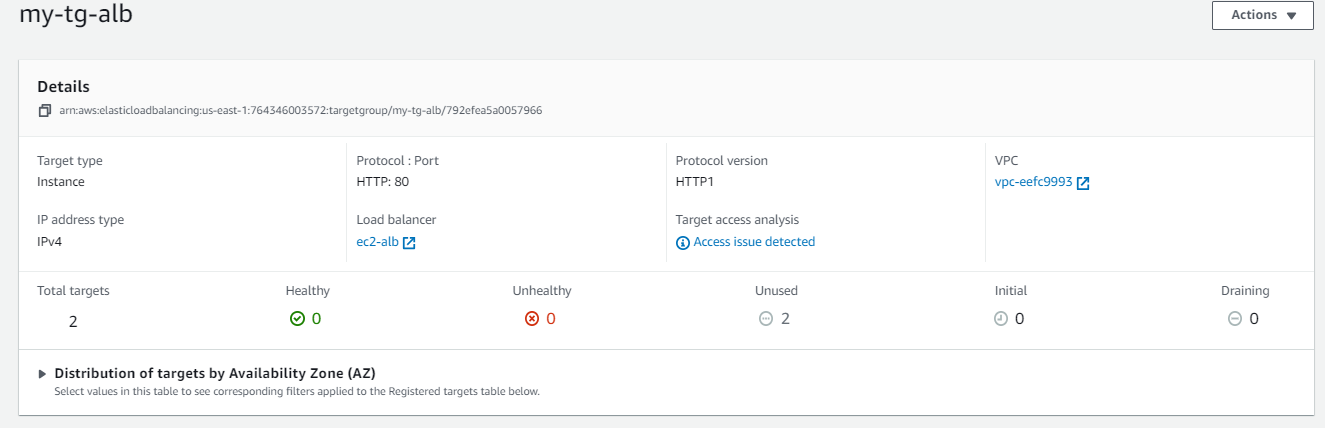 my-tg-alb
Actions
Details
arn:aws:elasticloadbalancing:us-east-1:764346003572:targetgroup/my-tg-alb/792efea5a0057966
Target type
Instance
Protocol : Port
HTTP: 80
Protocol version
HTTP1
VPC
vpc-eefc9993
IP address type
IPv4
Load balancer
ec2-alb
Target access analysis
Access issue detected
Total targets
2
Healthy
0
Unhealthy
0
Unused
2
Initial
0
Draining
0
Distribution of targets by Availability Zone (AZ)
Select values in this table to see corresponding filters applied to the Registered targets table below.